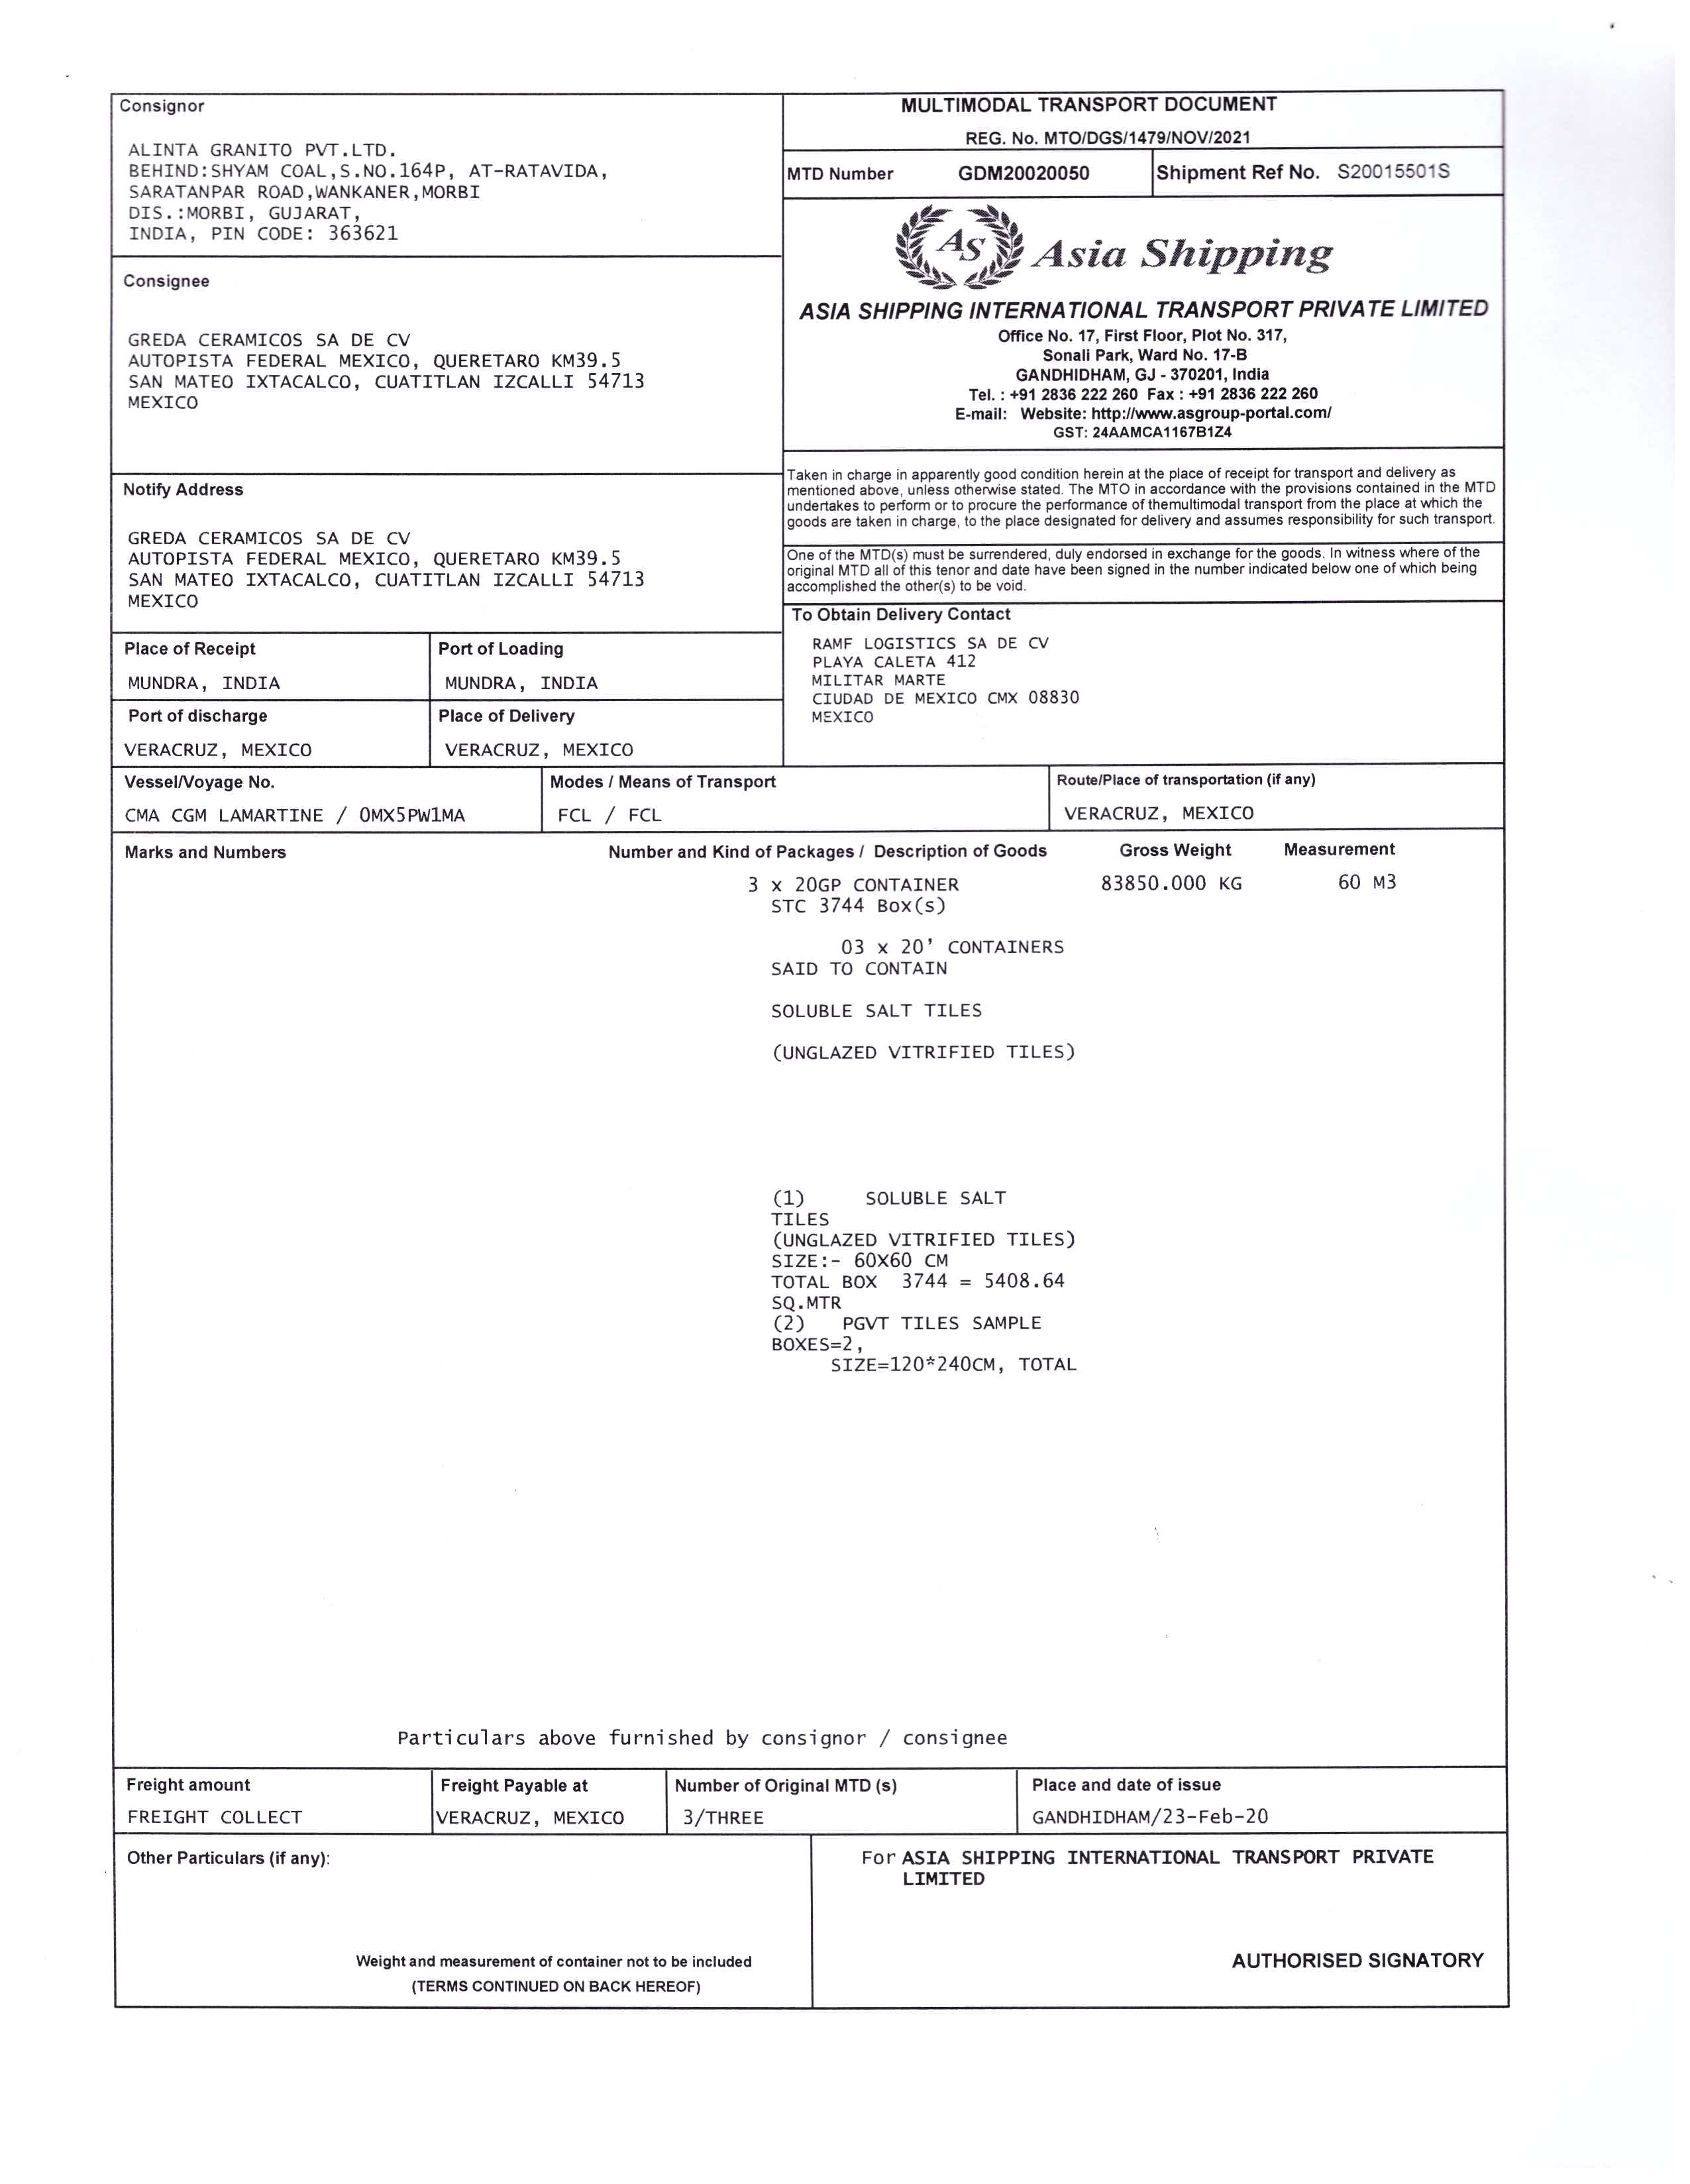 Consignor
ALINTA GRANITO PVT.LTD.
BEHIND:SHYAM COAL,S.NO.164P, AT-RATAVIDA,
SARATANPAR ROAD,WANKANER,MORBI
DIS.:MORBI, GUJARAT,
INDIA, PIN CODE: 363621
MULTIMODAL TRANSPORT DOCUMENT
REG. No. MTO/DGS/1479/NOV/2021
MTD Number GDM20020050
Shipment Ref No. S20015501S
AS Asia Shipping
ASIA SHIPPING INTERNATIONAL TRANSPORT PRIVATE LIMITED
Office No. 17, First Floor, Plot No. 317,
Sonali Park, Ward No. 17-B
GANDHIDHAM, GJ - 370201, India
Tel. : +91 2836 222 260 Fax : +91 2836 222 260
E-mail: Website: http://www.asgroup-portal.com/
GST: 24AAMCA1167B1Z4
Consignee
GREDA CERAMICOS SA DE CV
AUTOPISTA FEDERAL MEXICO, QUERETARO KM39.5
SAN MATEO IXTACALCO, CUATITLAN IZCALLI 54713
MEXICO
Notify Address
GREDA CERAMICOS SA DE CV
AUTOPISTA FEDERAL MEXICO, QUERETARO KM39.5
SAN MATEO IXTACALCO, CUATITLAN IZCALLI 54713
MEXICO
Taken in charge in apparently good condition herein at the place of receipt for transport and delivery as
mentioned above, unless otherwise stated. The MTO in accordance with the provisions contained in the MTD
undertakes to perform or to procure the performance of themultimodal transport from the place at which the
goods are taken in charge, to the place designated for delivery and assumes responsibility for such transport.
One of the MTD(s) must be surrendered, duly endorsed in exchange for the goods. In witness where of the
original MTD all of this tenor and date have been signed in the number indicated below one of which being
accomplished the other(s) to be void.
To Obtain Delivery Contact
RAMF LOGISTICS SA DE CV
PLAYA CALETA 412
MILITAR MARTE
CIUDAD DE MEXICO CMX 08830
MEXICO
Place of Receipt
MUNDRA, INDIA
Port of Loading
MUNDRA, INDIA
Port of discharge
VERACRUZ, MEXICO
Place of Delivery
VERACRUZ, MEXICO
Vessel/Voyage No.
CMA CGM LAMARTINE / 0MX5PW1MA
Modes / Means of Transport
FCL / FCL
Route/Place of transportation (if any)
VERACRUZ, MEXICO
Marks and Numbers Number and Kind of Packages / Description of Goods Gross Weight Measurement
3 x 20GP CONTAINER 83850.000 KG 60 M3
STC 3744 Box(s)
03 x 20' CONTAINERS
SAID TO CONTAIN
SOLUBLE SALT TILES
(UNGLAZED VITRIFIED TILES)
(1) SOLUBLE SALT
TILES
(UNGLAZED VITRIFIED TILES)
SIZE:- 60X60 CM
TOTAL BOX 3744 = 5408.64
SQ.MTR
(2) PGVT TILES SAMPLE
BOXES=2,
SIZE=120*240CM, TOTAL
Particulars above furnished by consignor / consignee
Freight amount
FREIGHT COLLECT
Freight Payable at
VERACRUZ, MEXICO
Number of Original MTD (s)
3/THREE
Place and date of issue
GANDHIDHAM/23-Feb-20
Other Particulars (if any):
Weight and measurement of container not to be included
(TERMS CONTINUED ON BACK HEREOF)
For ASIA SHIPPING INTERNATIONAL TRANSPORT PRIVATE
LIMITED
AUTHORISED SIGNATORY